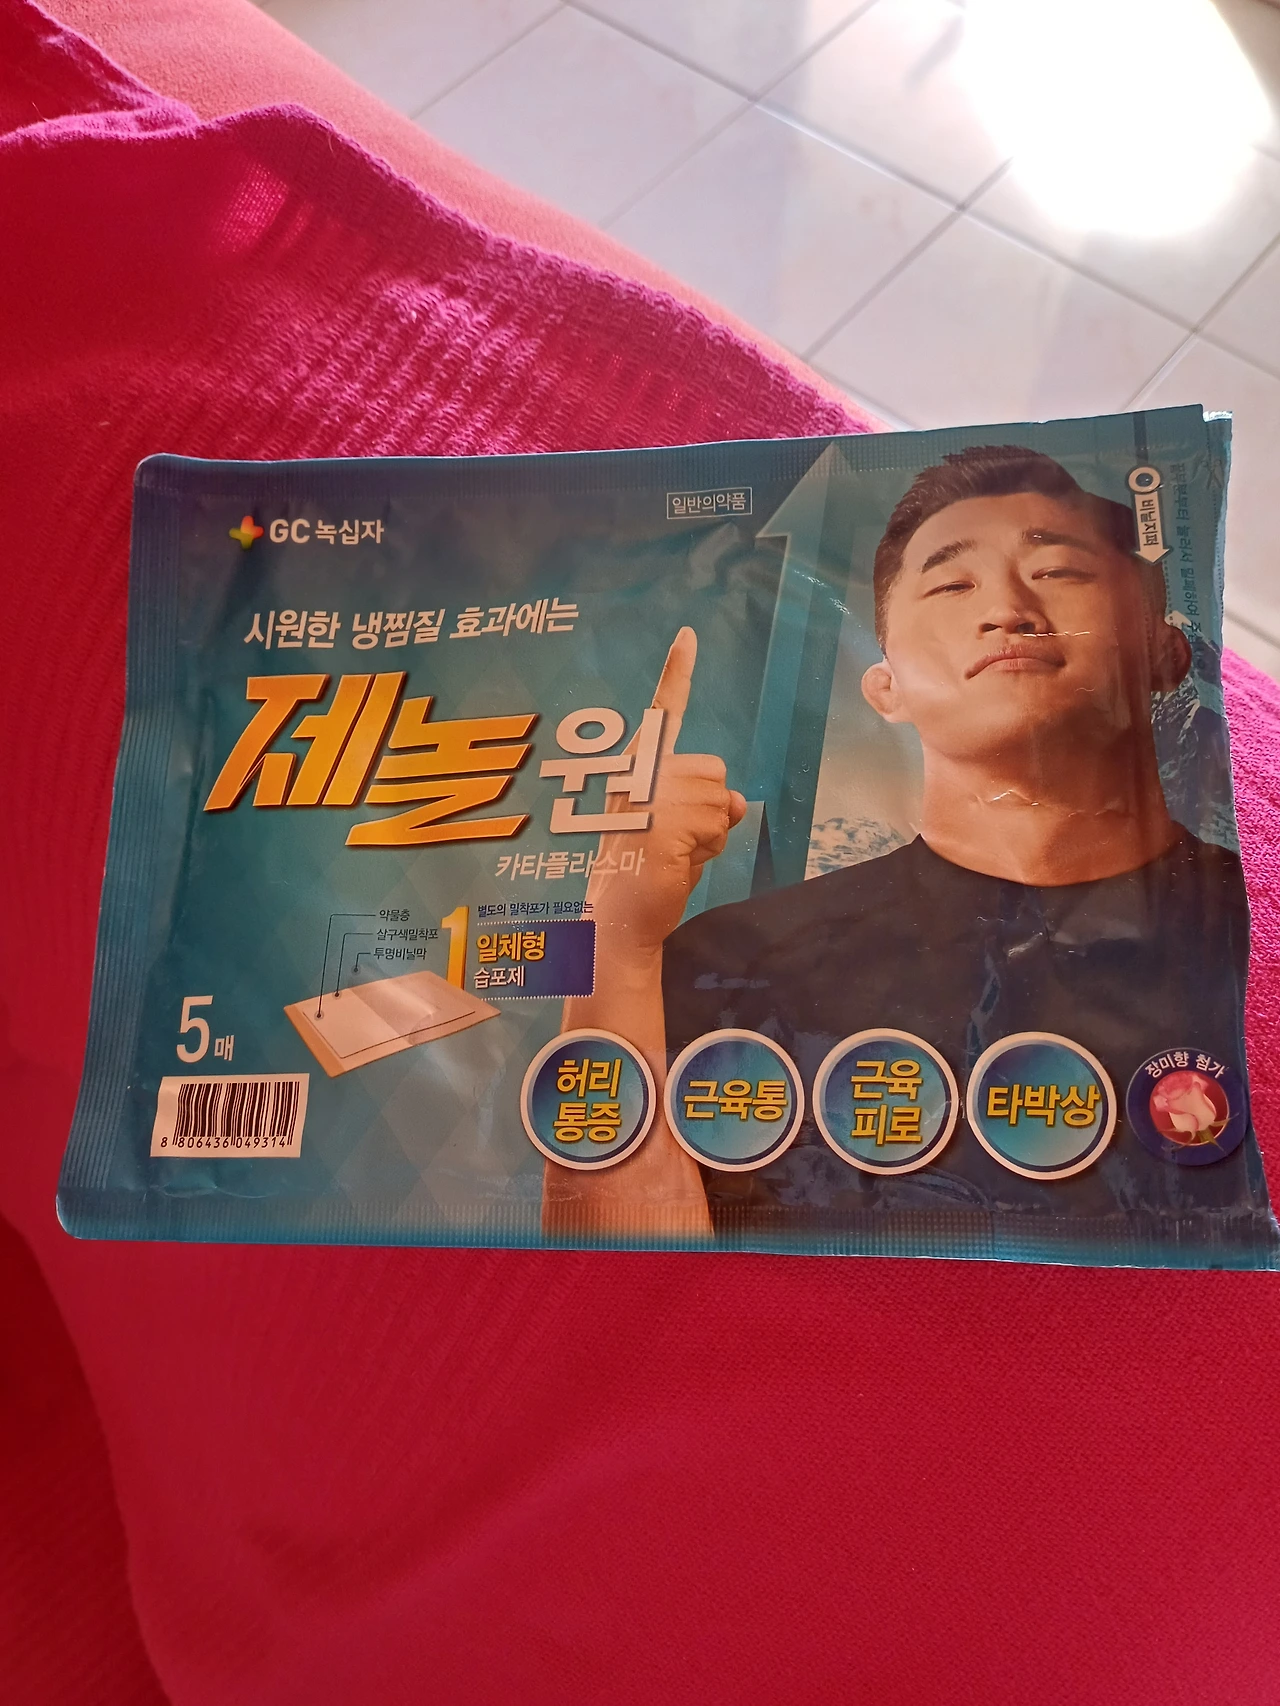 GC 녹십자
일반의약품
시원한 냉찜질 효과에는
제놀 원
카타플라스마
약물층
살구색밀착포
투명비닐막
1
별도의 밀착포가 필요없는
일체형
습포제
5매
8 806436 049314
허리
통증
근육통
근육
피로
타박상
장미향 첨가
비닐지퍼